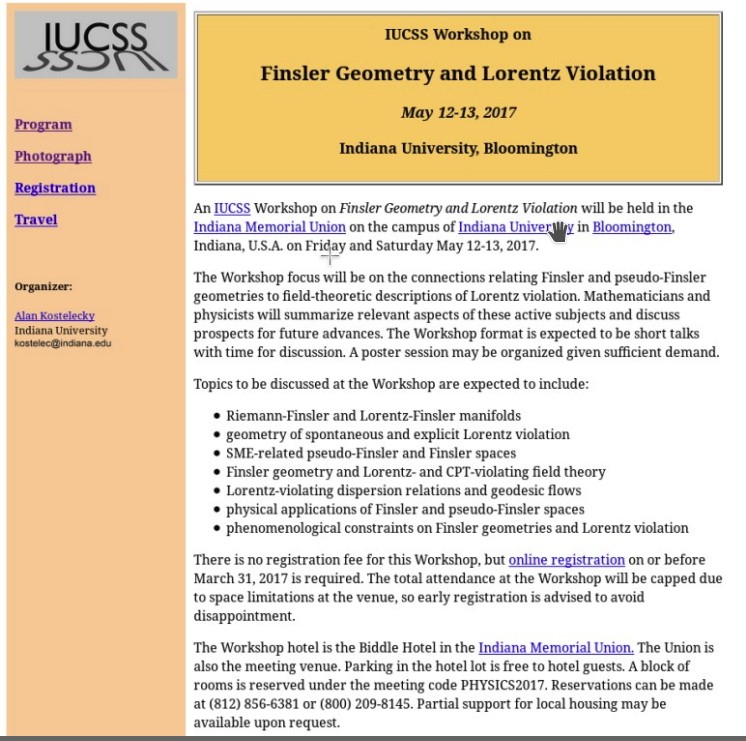 IUCSS
Program
Photograph
Registration
Travel
Organizer:
Alan Kostelecky
Indiana University
kostelec@indiana.edu
IUCSS Workshop on
Finsler Geometry and Lorentz Violation
May 12-13, 2017
Indiana University, Bloomington
An IUCSS Workshop on Finsler Geometry and Lorentz Violation will be held in the
Indiana Memorial Union on the campus of Indiana University in Bloomington,
Indiana, U.S.A. on Friday and Saturday May 12-13, 2017.
The Workshop focus will be on the connections relating Finsler and pseudo-Finsler
geometries to field-theoretic descriptions of Lorentz violation. Mathematicians and
physicists will summarize relevant aspects of these active subjects and discuss
prospects for future advances. The Workshop format is expected to be short talks
with time for discussion. A poster session may be organized given sufficient demand.
Topics to be discussed at the Workshop are expected to include:
• Riemann-Finsler and Lorentz-Finsler manifolds
• geometry of spontaneous and explicit Lorentz violation
• SME-related pseudo-Finsler and Finsler spaces
• Finsler geometry and Lorentz- and CPT-violating field theory
• Lorentz-violating dispersion relations and geodesic flows
• physical applications of Finsler and pseudo-Finsler spaces
• phenomenological constraints on Finsler geometries and Lorentz violation
There is no registration fee for this Workshop, but online registration on or before
March 31, 2017 is required. The total attendance at the Workshop will be capped due
to space limitations at the venue, so early registration is advised to avoid
disappointment.
The Workshop hotel is the Biddle Hotel in the Indiana Memorial Union. The Union is
also the meeting venue. Parking in the hotel lot is free to hotel guests. A block of
rooms is reserved under the meeting code PHYSICS2017. Reservations can be made
at (812) 856-6381 or (800) 209-8145. Partial support for local housing may be
available upon request.